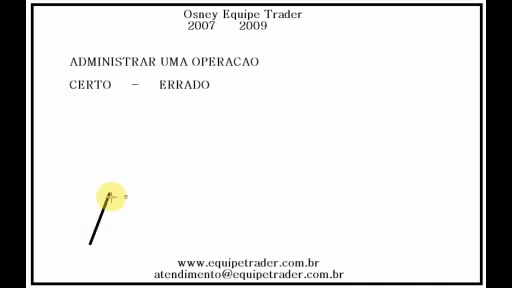 Osney Equipe Trader
2007 2009
ADMINISTRAR UMA OPERACAO
CERTO - ERRADO
www.equipetrader.com.br
atendimento@equipetrader.com.br